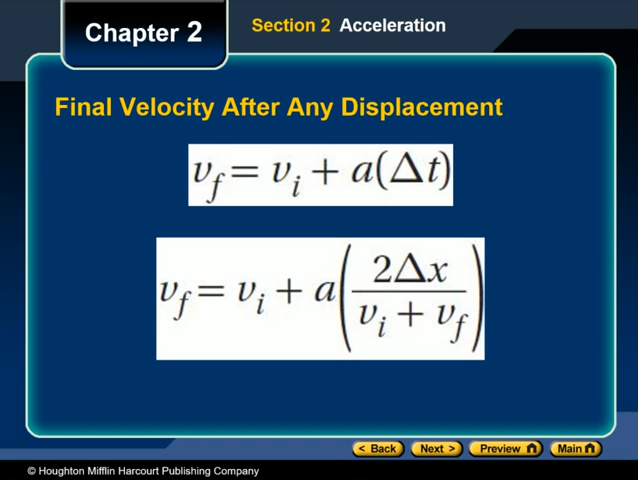 Chapter 2
Section 2 Acceleration
Final Velocity After Any Displacement
v_f = v_i + a(Δt)
v_f = v_i + a(2Δx / (v_i + v_f))
< Back Next > Preview Main
© Houghton Mifflin Harcourt Publishing Company